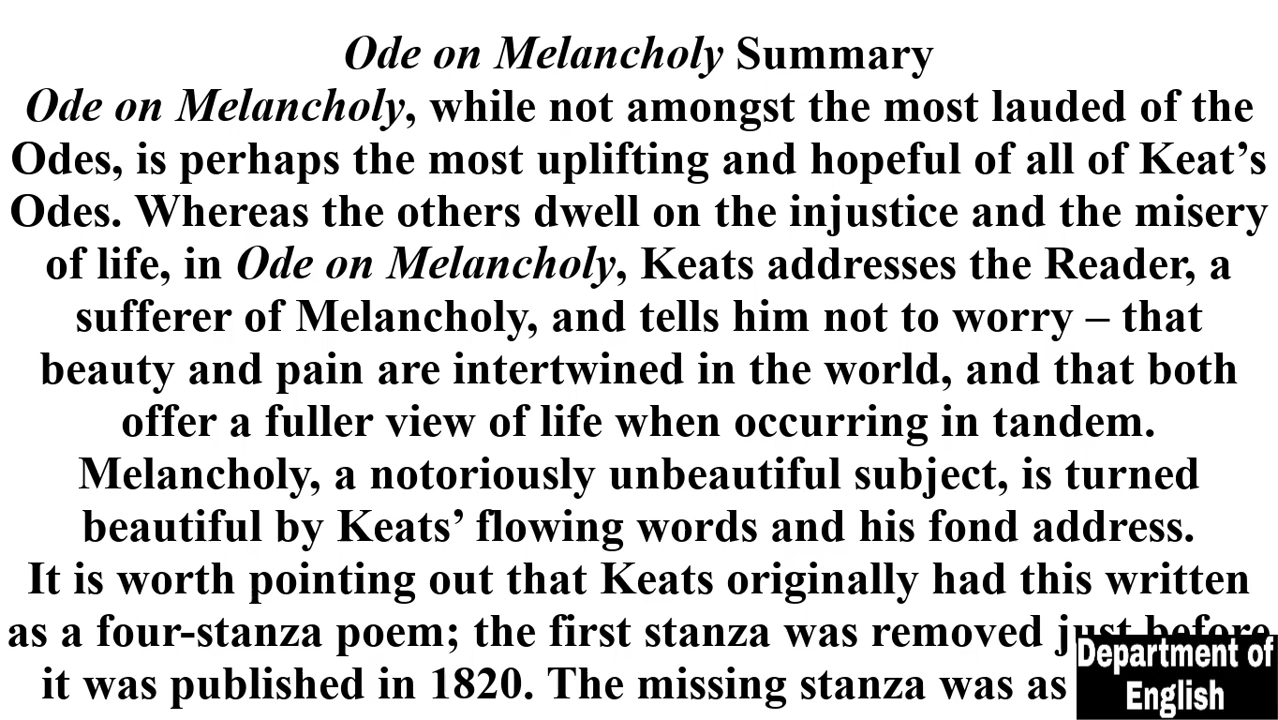 Ode on Melancholy Summary
Ode on Melancholy, while not amongst the most lauded of the
Odes, is perhaps the most uplifting and hopeful of all of Keat’s
Odes. Whereas the others dwell on the injustice and the misery
of life, in Ode on Melancholy, Keats addresses the Reader, a
sufferer of Melancholy, and tells him not to worry – that
beauty and pain are intertwined in the world, and that both
offer a fuller view of life when occurring in tandem.
Melancholy, a notoriously unbeautiful subject, is turned
beautiful by Keats’ flowing words and his fond address.
It is worth pointing out that Keats originally had this written
as a four-stanza poem; the first stanza was removed just before
it was published in 1820. The missing stanza was as
Department of
English